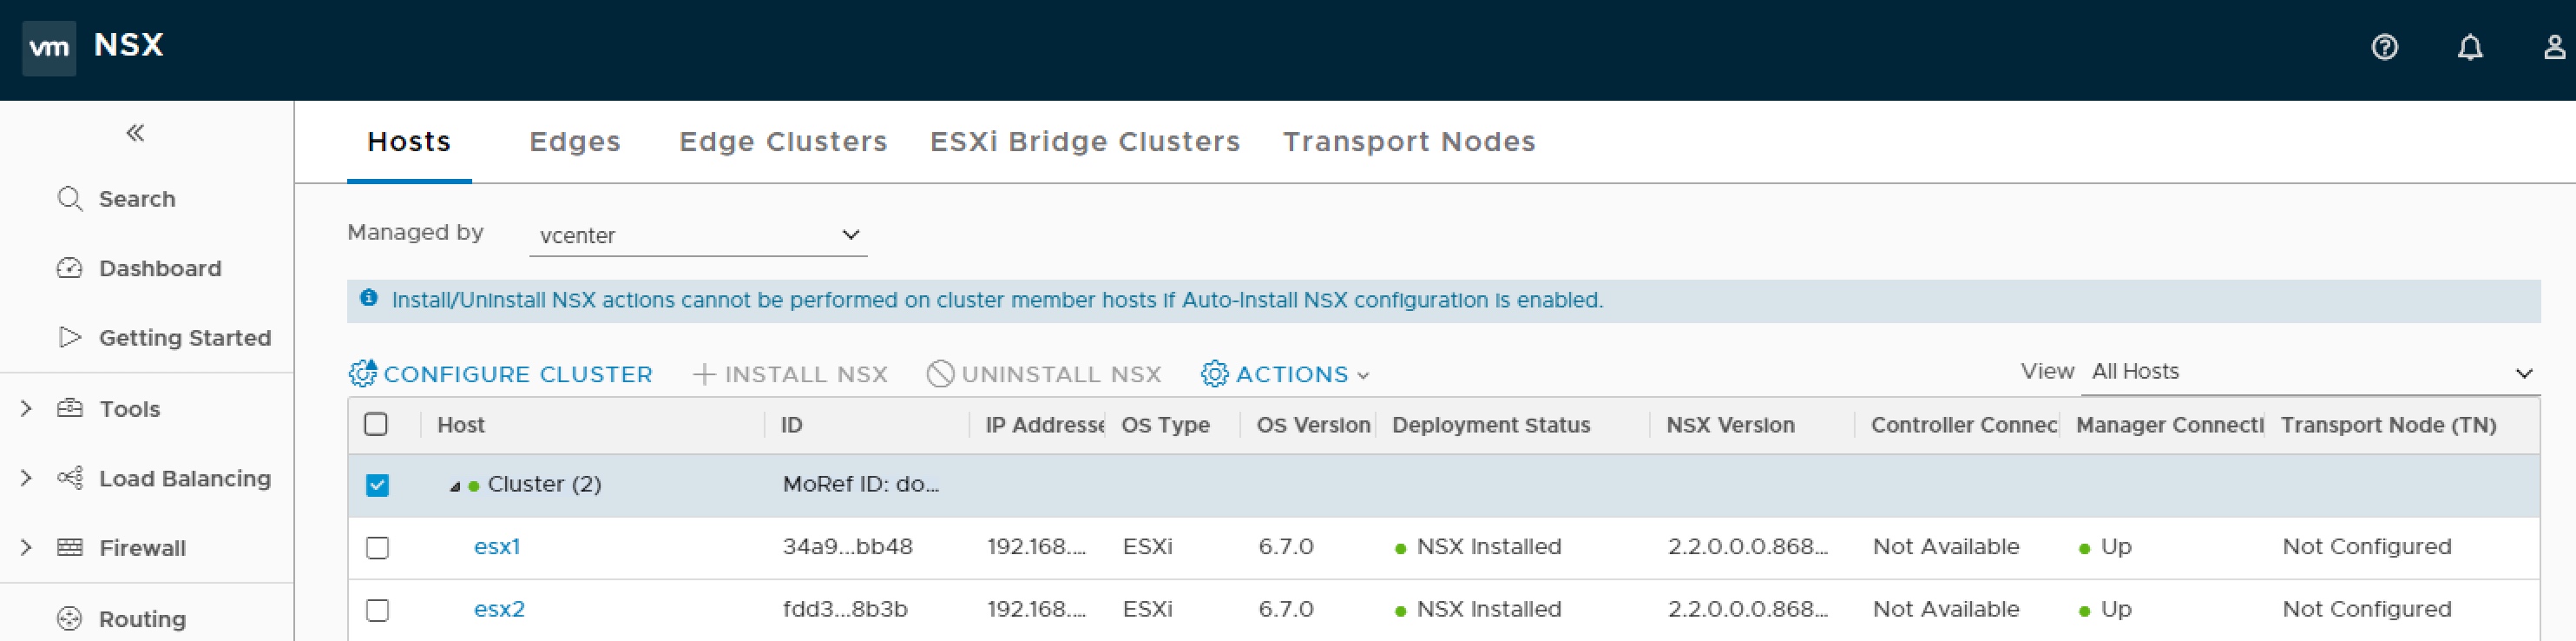 vm NSX
Hosts Edges Edge Clusters ESXi Bridge Clusters Transport Nodes
Search
Dashboard
Getting Started
Tools
Load Balancing
Firewall
Routing
Managed by vcenter
Install/Uninstall NSX actions cannot be performed on cluster member hosts if Auto-Install NSX configuration is enabled.
CONFIGURE CLUSTER INSTALL NSX UNINSTALL NSX ACTIONS View All Hosts
Host ID IP Addresse OS Type OS Version Deployment Status NSX Version Controller Connec Manager Connecti Transport Node (TN)
Cluster (2) MoRef ID: do...
esx1 34a9...bb48 192.168.... ESXi 6.7.0 NSX Installed 2.2.0.0.0.868... Not Available Up Not Configured
esx2 fdd3...8b3b 192.168.... ESXi 6.7.0 NSX Installed 2.2.0.0.0.868... Not Available Up Not Configured